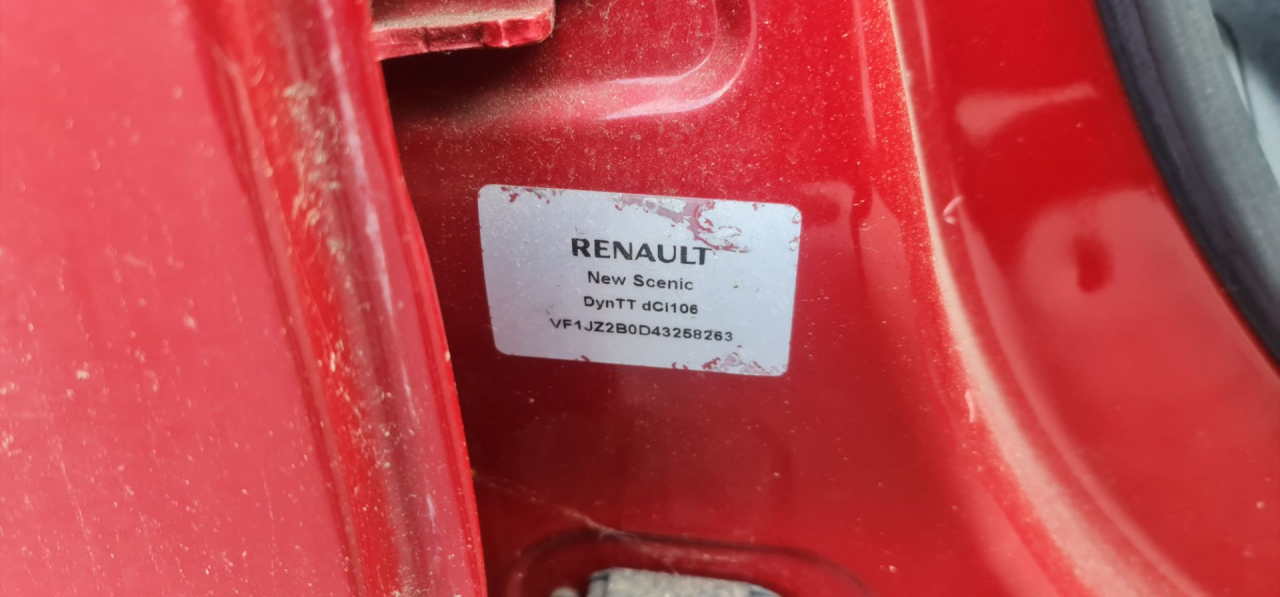 RENAULT
New Scenic
DynTT dCi106
VF1JZ2B0D43258263